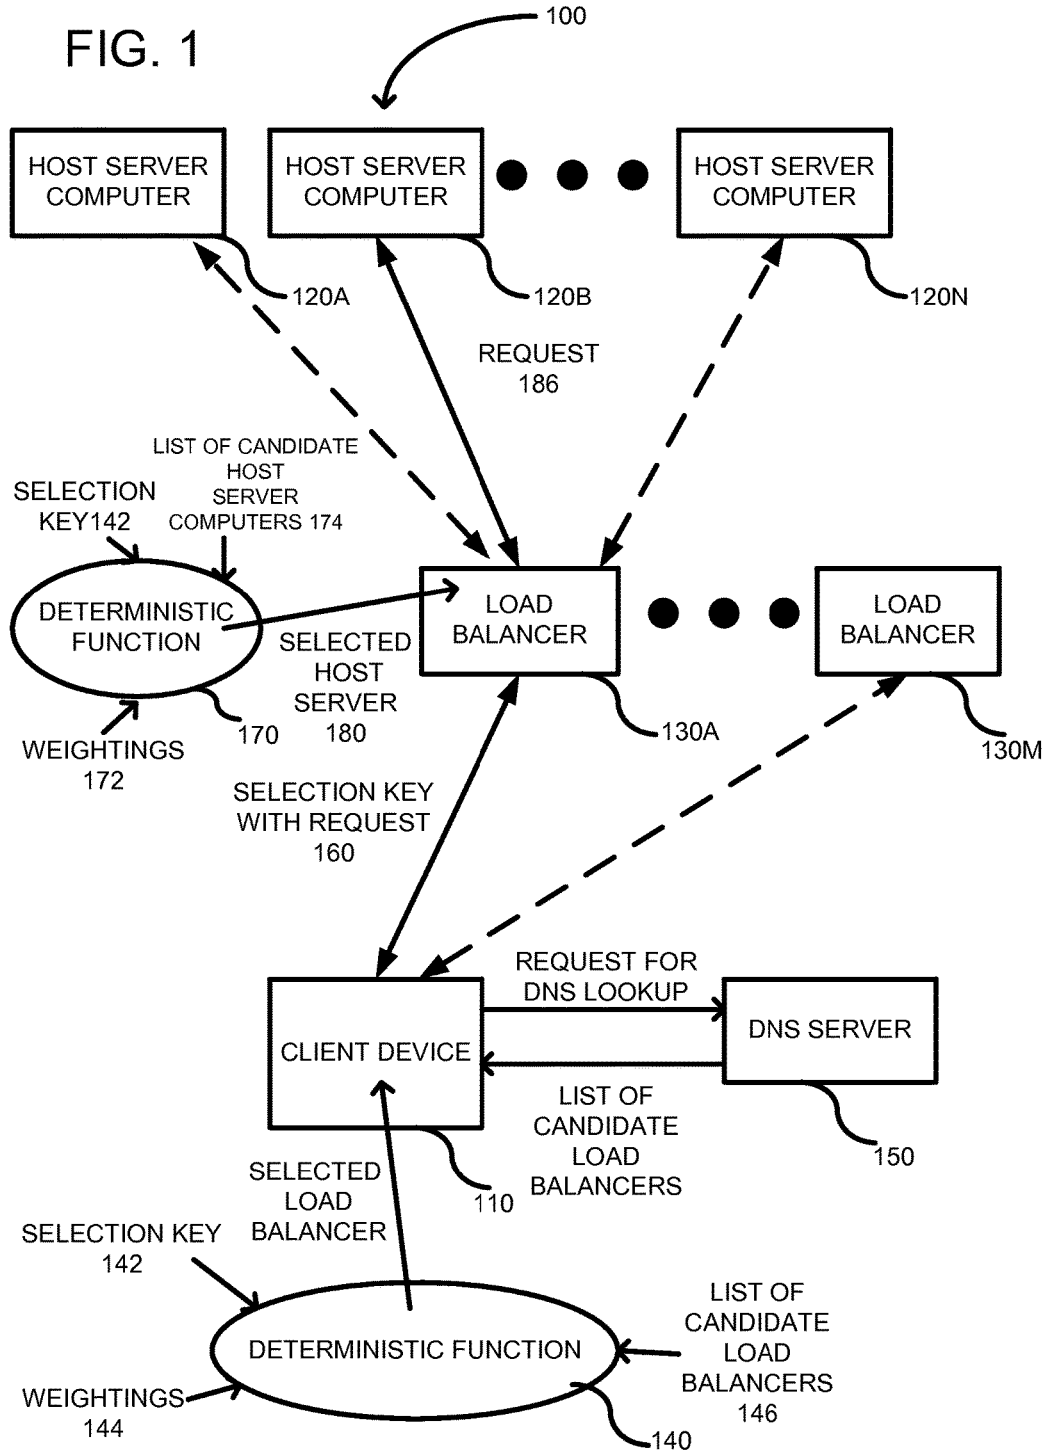 FIG. 1
100
HOST SERVER
COMPUTER
HOST SERVER
COMPUTER
HOST SERVER
COMPUTER
120A
120B
120N
REQUEST
186
LIST OF CANDIDATE
HOST
SERVER
COMPUTERS 174
SELECTION
KEY142
DETERMINISTIC
FUNCTION
SELECTED
HOST
SERVER
180
170
WEIGHTINGS
172
LOAD
BALANCER
LOAD
BALANCER
130A
130M
SELECTION KEY
WITH REQUEST
160
REQUEST FOR
DNS LOOKUP
CLIENT DEVICE
DNS SERVER
LIST OF
CANDIDATE
LOAD
BALANCERS
150
110
SELECTED
LOAD
BALANCER
SELECTION KEY
142
DETERMINISTIC FUNCTION
LIST OF
CANDIDATE
LOAD
BALANCERS
146
WEIGHTINGS
144
140